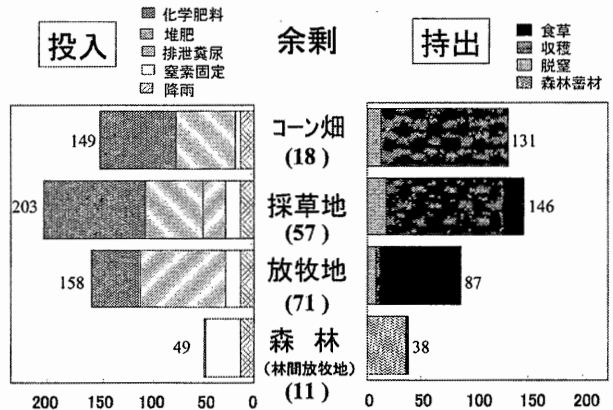 投入
化学肥料
堆肥
排泄糞尿
窒素固定
降雨
余剰
持出
食草
収穫
脱窒
森林蓄材
149
コーン畑
(18)
131
203
採草地
(57)
146
158
放牧地
(71)
87
49
森林
(林間放牧地)
(11)
38
200 150 100 50 0
0 50 100 150 200